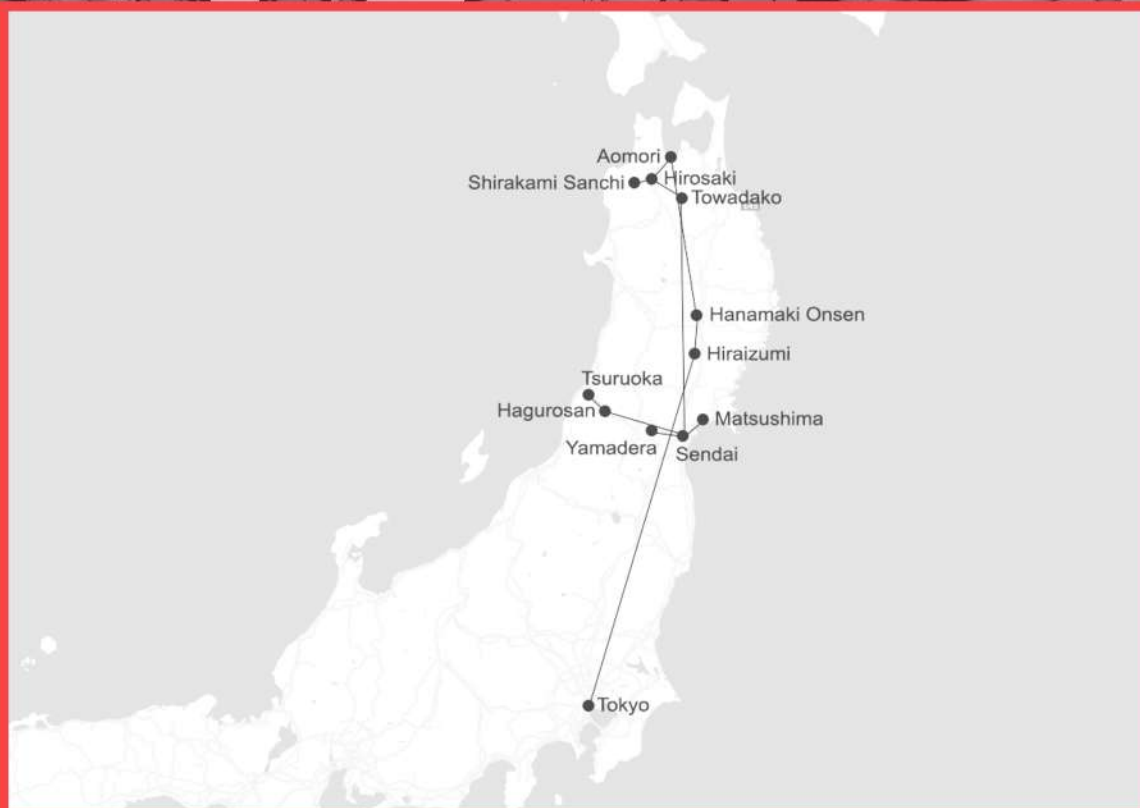 Aomori
Hirosaki
Shirakami Sanchi
Towadako
Hanamaki Onsen
Hiraizumi
Tsuruoka
Hagurosan
Matsushima
Yamadera
Sendai
Tokyo